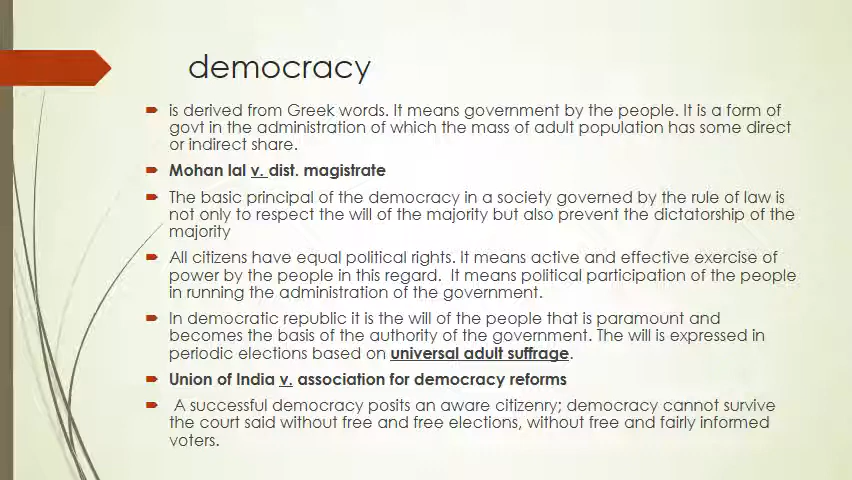 democracy
is derived from Greek words. It means government by the people. It is a form of
govt in the administration of which the mass of adult population has some direct
or indirect share.
Mohan lal v. dist. magistrate
The basic principal of the democracy in a society governed by the rule of law is
not only to respect the will of the majority but also prevent the dictatorship of the
majority
All citizens have equal political rights. It means active and effective exercise of
power by the people in this regard. It means political participation of the people
in running the administration of the government.
In democratic republic it is the will of the people that is paramount and
becomes the basis of the authority of the government. The will is expressed in
periodic elections based on universal adult suffrage.
Union of India v. association for democracy reforms
A successful democracy posits an aware citizenry; democracy cannot survive
the court said without free and free elections, without free and fairly informed
voters.